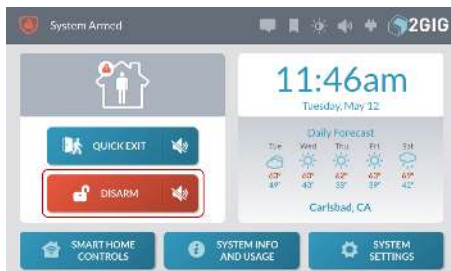 System Armed
2GIG
11:46am
Tuesday, May 12
QUICK EXIT
DISARM
Daily Forecast
Tue Wed Thu Fri Sat
Carlsbad, CA
SMART HOME CONTROLS
SYSTEM INFO AND USAGE
SYSTEM SETTINGS